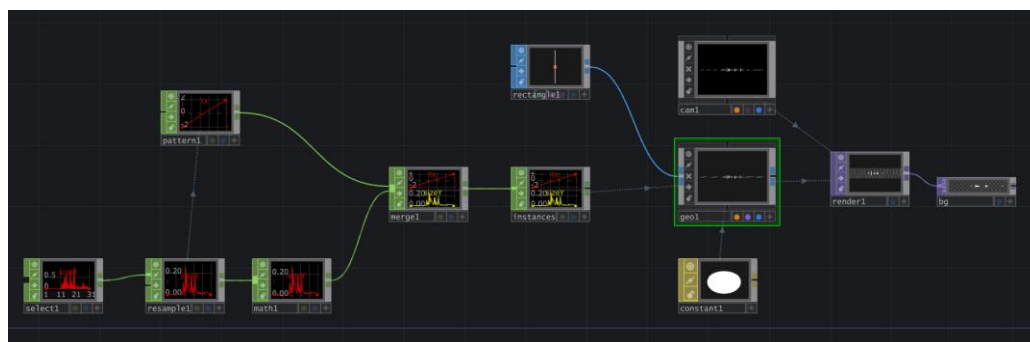 rectangle1
cam1
pattern1
merge1
instances
geo1
render1
bg
0.5
0
1 11 21 31
select1
0.20
0.00
resample1
0.20
0.00
math1
constant1